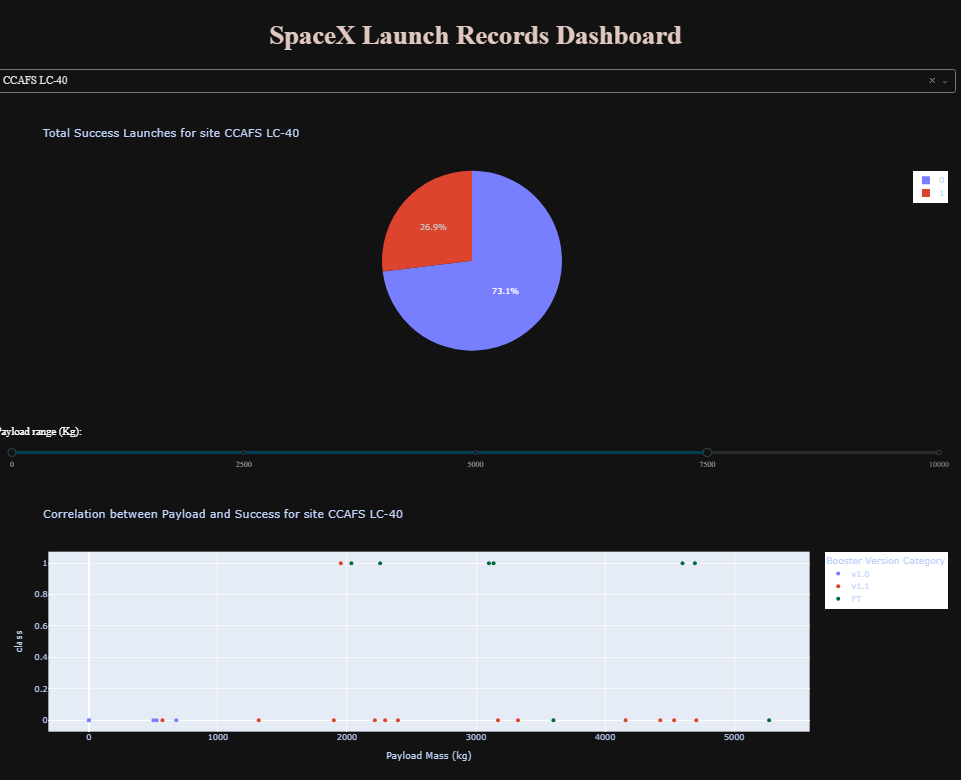 SpaceX Launch Records Dashboard
CCAFS LC-40
×
Total Success Launches for site CCAFS LC-40
0
1
26.9%
73.1%
Payload range (Kg):
0 2500 5000 7500 10000
Correlation between Payload and Success for site CCAFS LC-40
Booster Version Category
v1.0
v1.1
FT
1
0.8
0.6
0.4
0.2
0
class
0 1000 2000 3000 4000 5000
Payload Mass (kg)